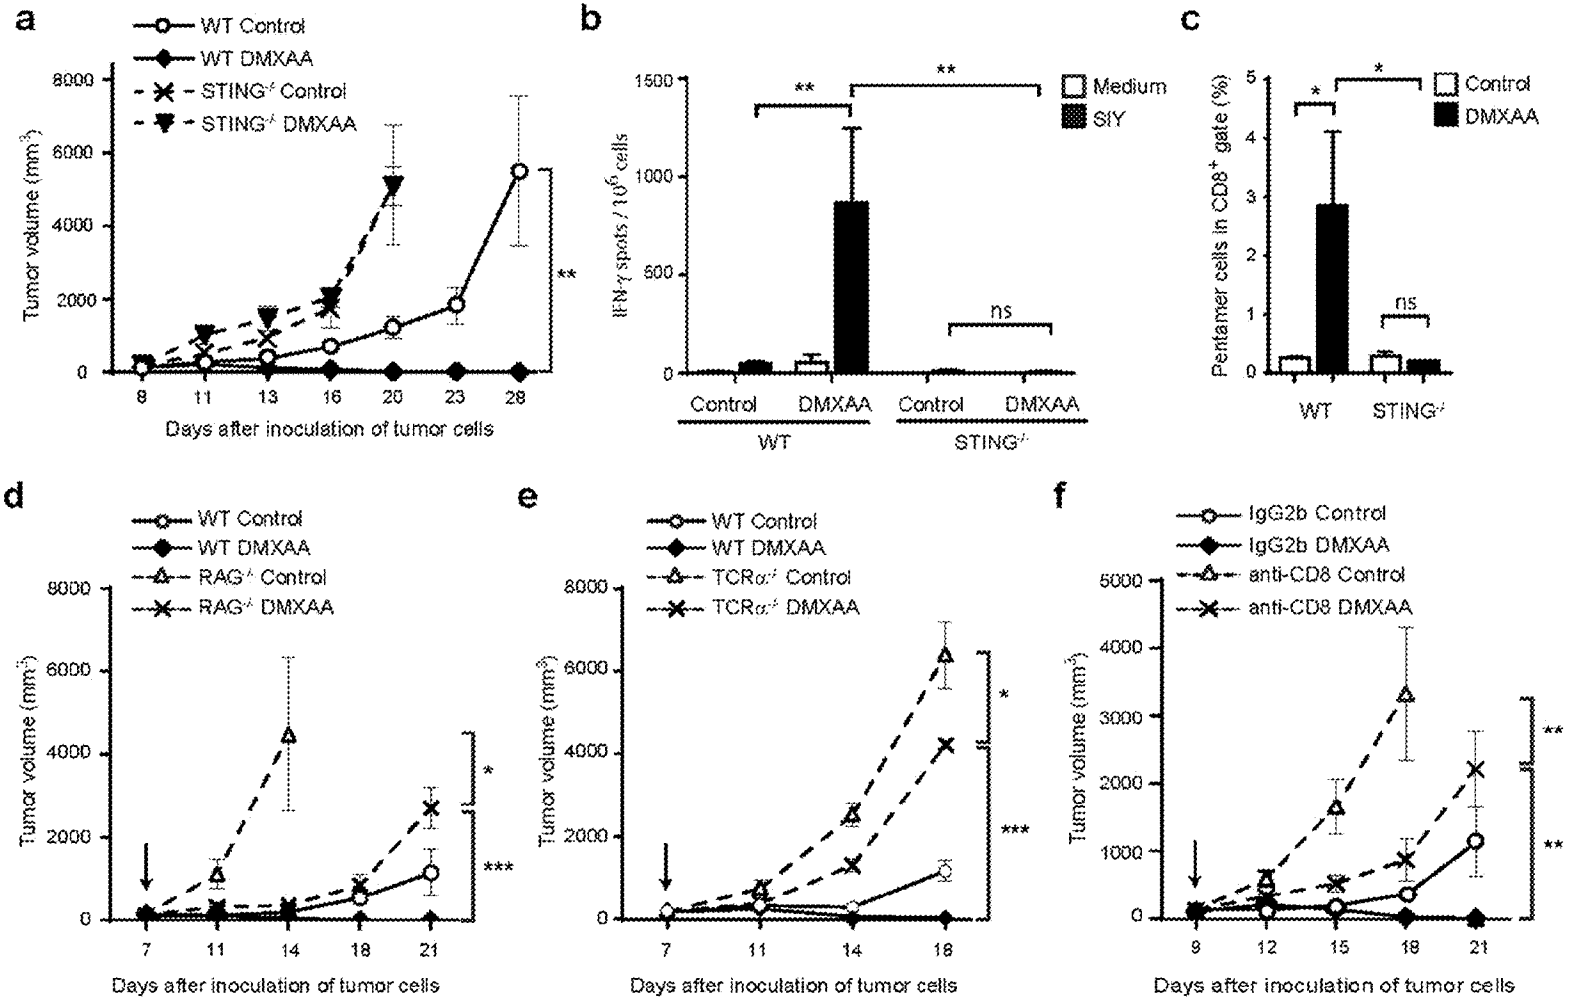 a
WT Control
WT DMXAA
STING-/- Control
STING-/- DMXAA
8000
6000
4000
2000
0
Tumor volume (mm3)
**
8 11 13 16 20 23 28
Days after inoculation of tumor cells
b
1500
1000
500
0
IFN-γ spots / 10^6 cells
** **
ns
Medium
SIY
Control DMXAA Control DMXAA
WT STING-/-
c
5
4
3
2
1
0
Pentamer cells in CD8+ gate (%)
* *
ns
Control
DMXAA
WT STING-/-
d
WT Control
WT DMXAA
RAG-/- Control
RAG-/- DMXAA
8000
6000
4000
2000
0
Tumor volume (mm3)
*
***
7 11 14 18 21
Days after inoculation of tumor cells
e
WT Control
WT DMXAA
TCRα-/- Control
TCRα-/- DMXAA
8000
6000
4000
2000
0
Tumor volume (mm3)
*
***
7 11 14 18
Days after inoculation of tumor cells
f
IgG2b Control
IgG2b DMXAA
anti-CD8 Control
anti-CD8 DMXAA
5000
4000
3000
2000
1000
0
Tumor volume (mm3)
**
**
9 12 15 18 21
Days after inoculation of tumor cells